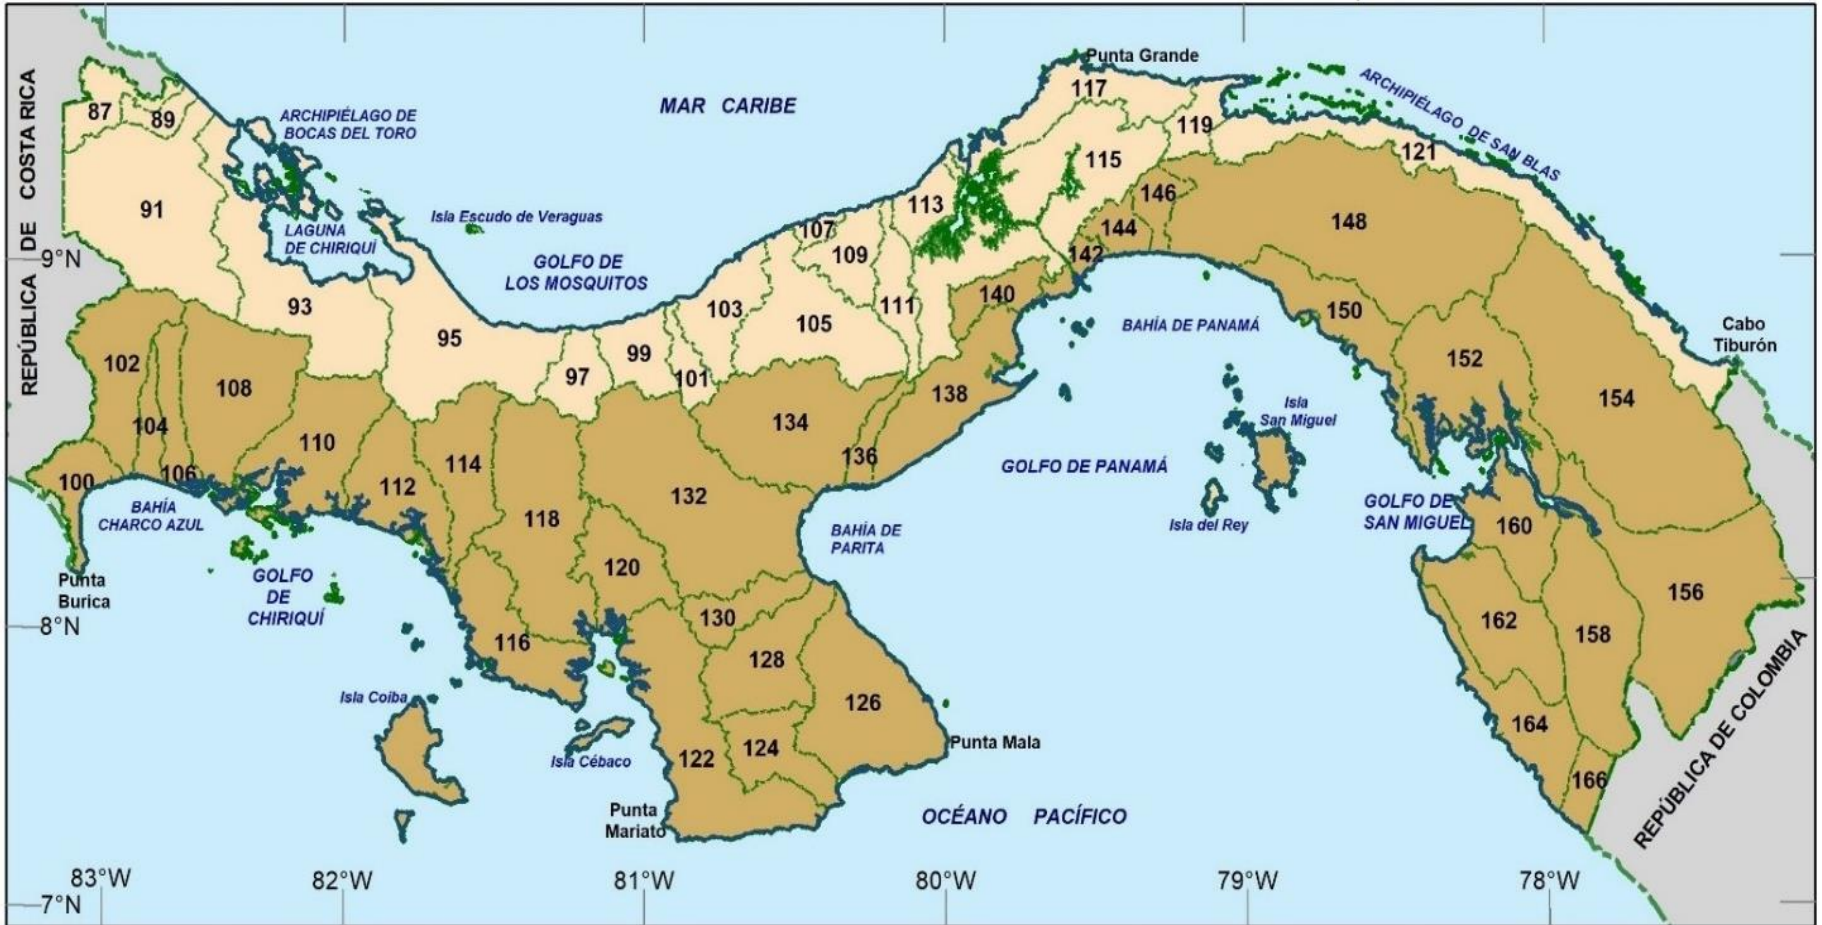 Punta Grande
117
ARCHIPIÉLAGO DE SAN BLAS
87
89
ARCHIPIÉLAGO DE
BOCAS DEL TORO
MAR CARIBE
119
121
115
REPÚBLICA DE COSTA RICA
91
Isla Escudo de Veraguas
113
146
148
LAGUNA
DE CHIRIQUÍ
107
144
9°N
GOLFO DE
LOS MOSQUITOS
109
142
93
103
105
111
140
BAHÍA DE PANAMÁ
150
Cabo
Tiburón
95
99
102
108
97
101
138
152
154
104
110
134
Isla
San Miguel
100
106
114
136
GOLFO DE PANAMÁ
112
132
BAHÍA
CHARCO AZUL
118
BAHÍA DE
PARITA
Isla del Rey
GOLFO DE
SAN MIGUEL
160
Punta
Burica
GOLFO
DE
CHIRIQUÍ
120
156
8°N
116
130
162
158
128
Isla Coiba
126
164
Isla Cébaco
122
124
Punta Mala
166
REPÚBLICA DE COLOMBIA
Punta
Mariato
OCÉANO PACÍFICO
83°W
82°W
81°W
80°W
79°W
78°W
7°N